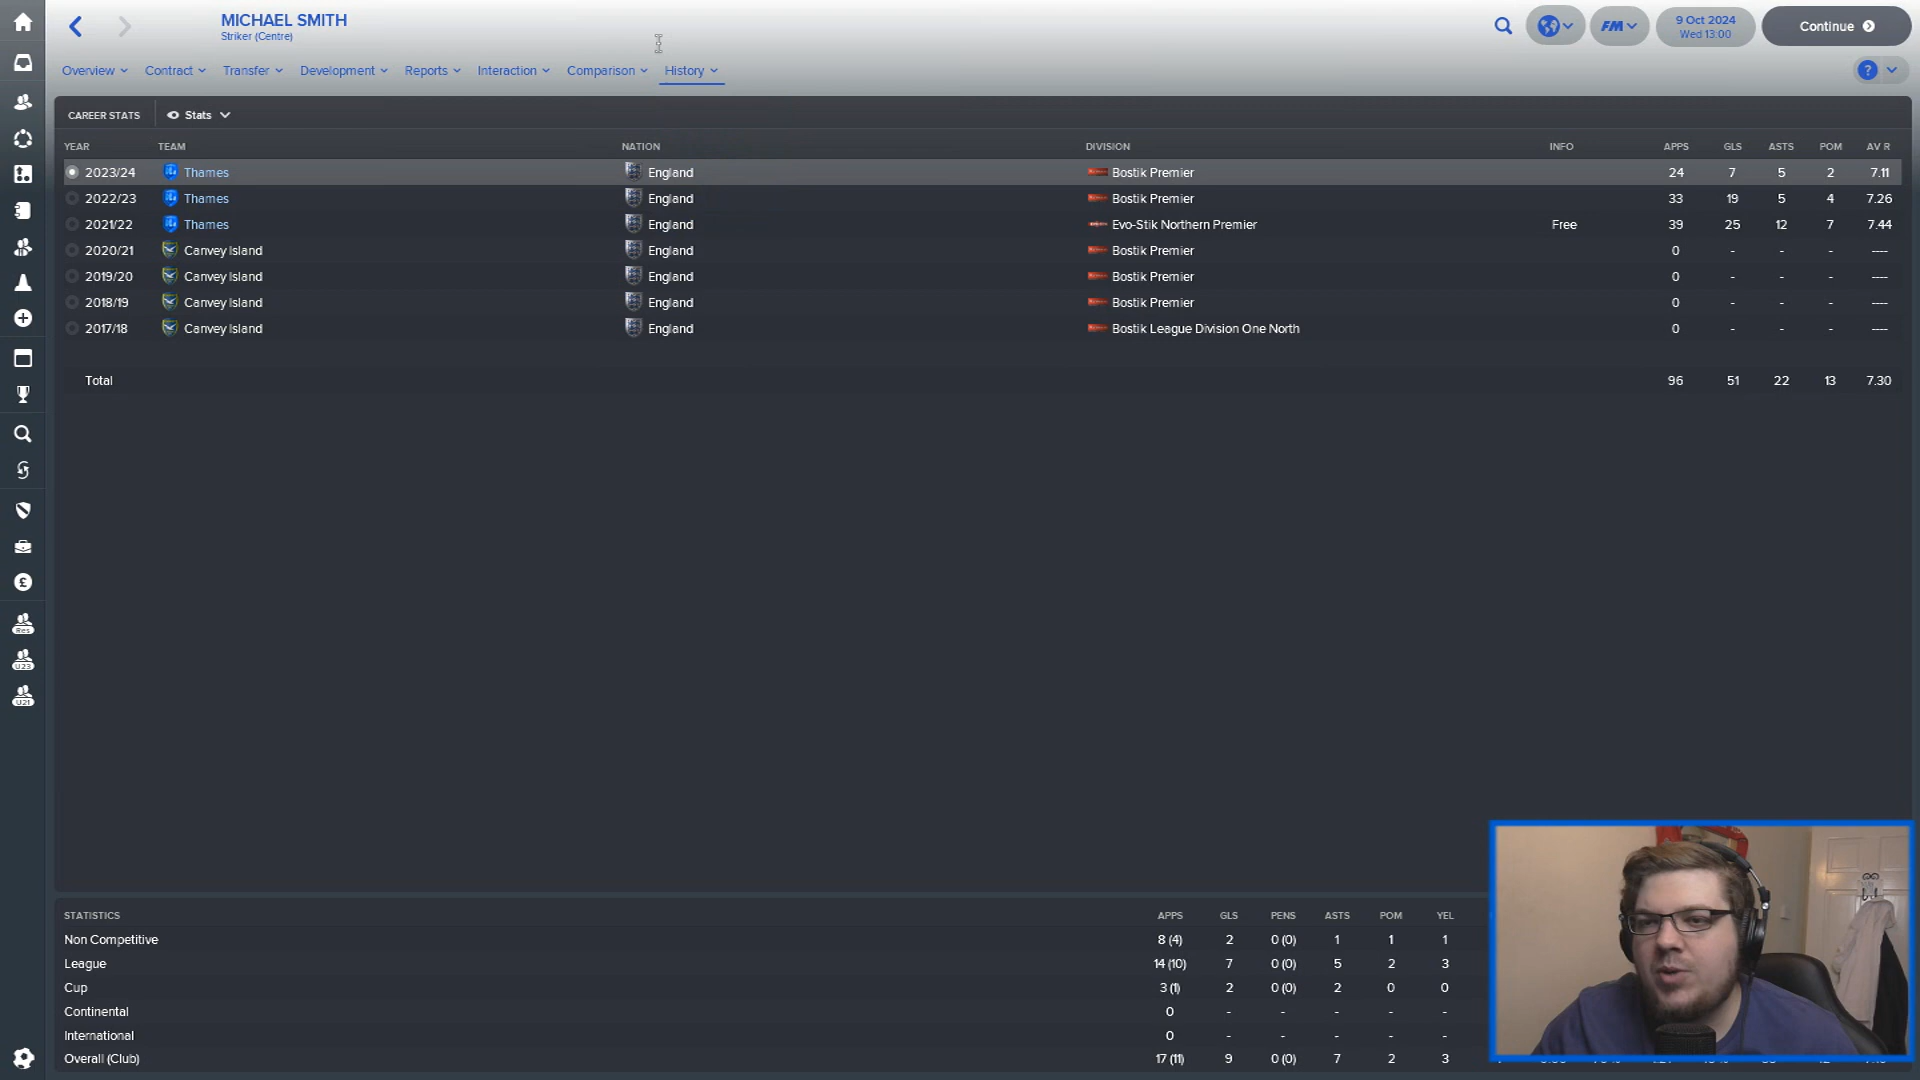 MICHAEL SMITH
Striker (Centre)
FM
9 Oct 2024
Wed 13:00
Continue
Overview
Contract
Transfer
Development
Reports
Interaction
Comparison
History
?
CAREER STATS
Stats
YEAR TEAM NATION DIVISION INFO APPS GLS ASTS POM AV R
2023/24 Thames England Bostik Premier 24 7 5 2 7.11
2022/23 Thames England Bostik Premier 33 19 5 4 7.26
2021/22 Thames England Evo-Stik Northern Premier Free 39 25 12 7 7.44
2020/21 Canvey Island England Bostik Premier 0 - - - ----
2019/20 Canvey Island England Bostik Premier 0 - - - ----
2018/19 Canvey Island England Bostik Premier 0 - - - ----
2017/18 Canvey Island England Bostik League Division One North 0 - - - ----
Total 96 51 22 13 7.30
£
Res
U23
U21
STATISTICS APPS GLS PENS ASTS POM YEL
Non Competitive 8 (4) 2 0 (0) 1 1 1
League 14 (10) 7 0 (0) 5 2 3
Cup 3 (1) 2 0 (0) 2 0 0
Continental 0 - - - - -
International 0 - - - - -
Overall (Club) 17 (11) 9 0 (0) 7 2 3